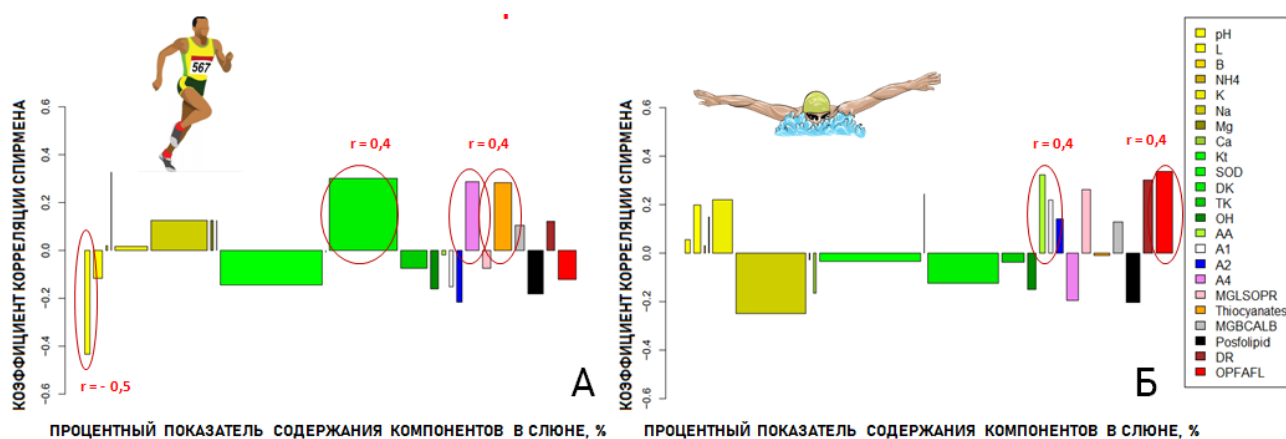 КОЭФФИЦИЕНТ КОРРЕЛЯЦИИ СПИРМЕНА
0.6
0.4
0.2
0.0
−0.2
−0.4
−0.6
567
r = 0,4
r = 0,4
r = - 0,5
А
ПРОЦЕНТНЫЙ ПОКАЗАТЕЛЬ СОДЕРЖАНИЯ КОМПОНЕНТОВ В СЛЮНЕ, %
КОЭФФИЦИЕНТ КОРРЕЛЯЦИИ СПИРМЕНА
0.6
0.4
0.2
0.0
−0.2
−0.4
−0.6
r = 0,4
r = 0,4
Б
ПРОЦЕНТНЫЙ ПОКАЗАТЕЛЬ СОДЕРЖАНИЯ КОМПОНЕНТОВ В СЛЮНЕ, %
pH
L
B
NH4
K
Na
Mg
Ca
Kt
SOD
DK
TK
OH
AA
A1
A2
A4
MGLSOPR
Thiocyanates
MGBCALB
Posfolipid
DR
OPFAFL